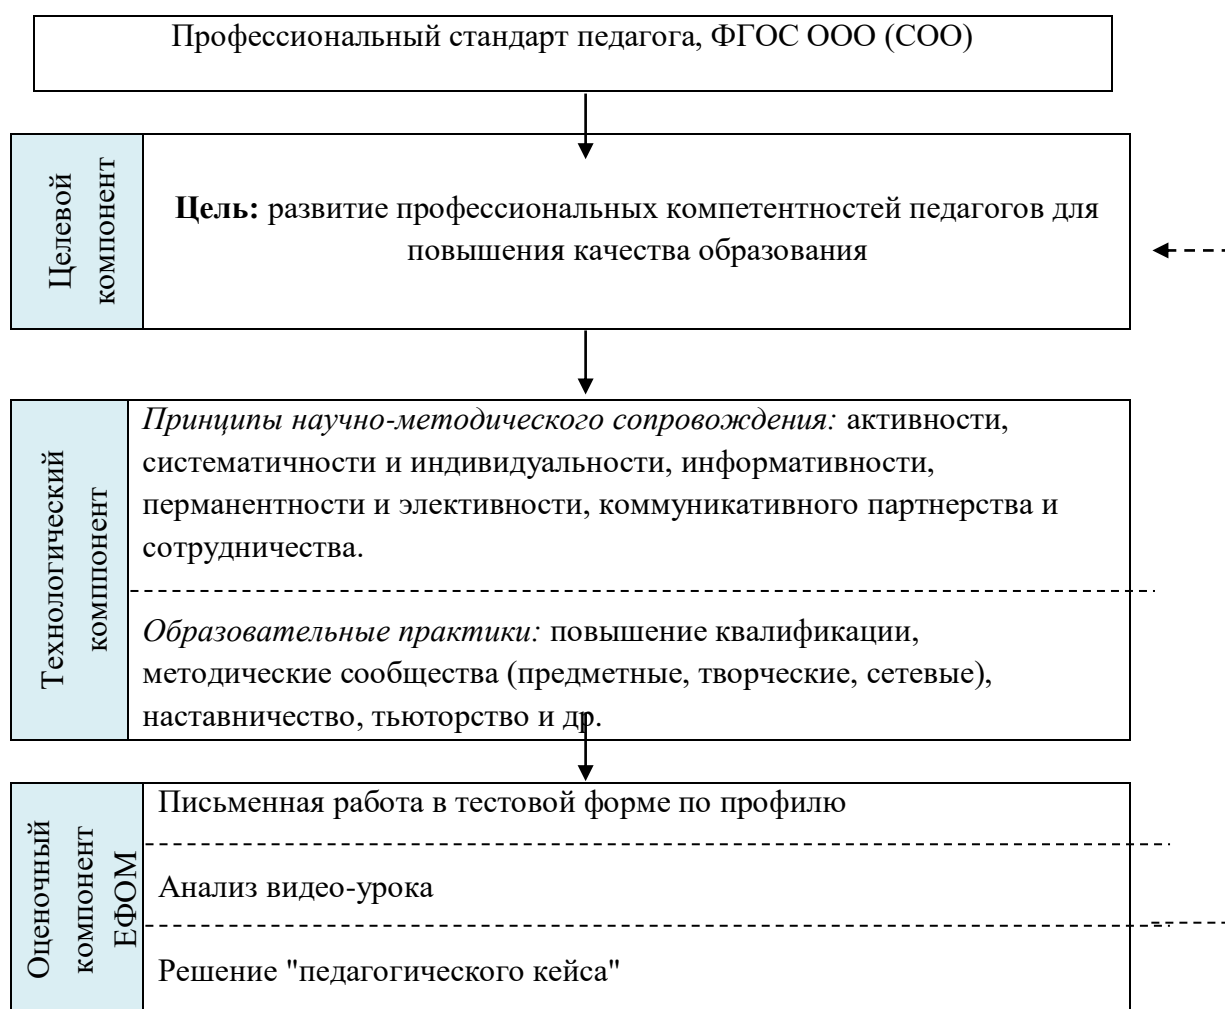 Профессиональный стандарт педагога, ФГОС ООО (СОО)
Целевой
компонент
Цель: развитие профессиональных компетентностей педагогов для
повышения качества образования
Технологический
комппонент
Принципы научно-методического сопровождения: активности,
систематичности и индивидуальности, информативности,
перманентности и элективности, коммуникативного партнерства и
сотрудничества.
Образовательные практики: повышение квалификации,
методические сообщества (предметные, творческие, сетевые),
наставничество, тьюторство и др.
Оценочный
компонент
ЕФОМ
Письменная работа в тестовой форме по профилю
Анализ видео-урока
Решение "педагогического кейса"